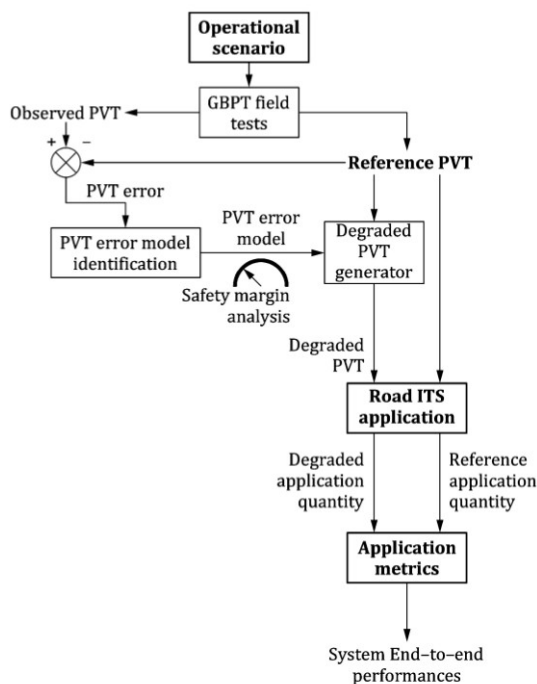 Operational
scenario
GBPT field
tests
Observed PVT
+
−
Reference PVT
PVT error
PVT error model
identification
PVT error
model
Safety margin
analysis
Degraded
PVT
generator
Degraded
PVT
Road ITS
application
Degraded
application
quantity
Reference
application
quantity
Application
metrics
System End–to–end
performances